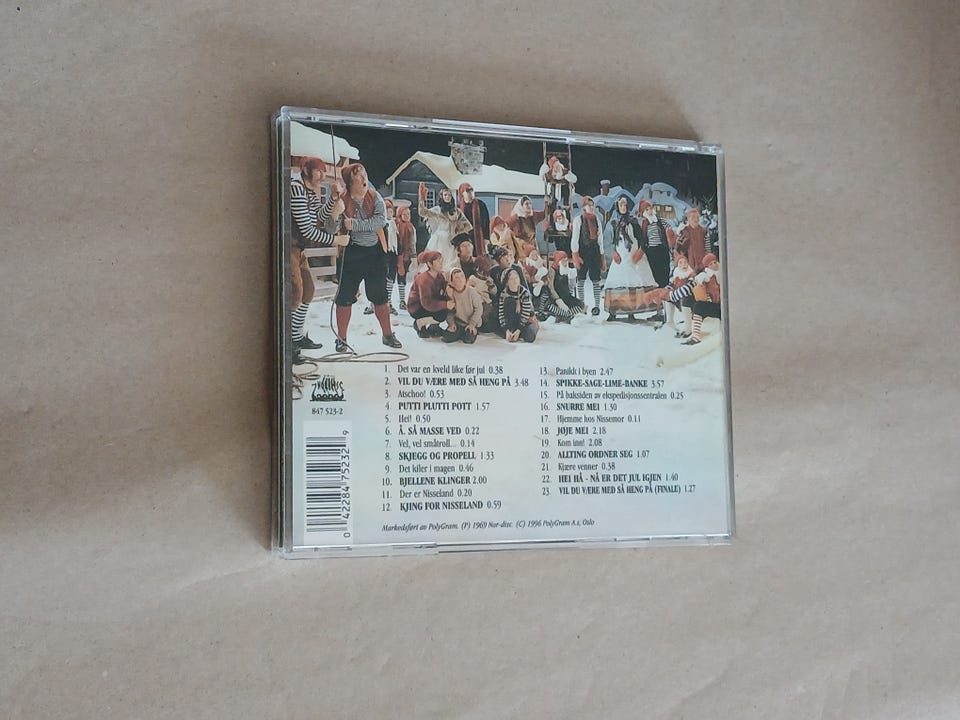 1. Det var en kveld like før jul 0.38
2. VIL DU VÆRE MED SÅ HENG PÅ 3.48
3. Atschoo! 0.53
4. PUTTI PLUTTI POTT 1.57
5. Hei! 0.50
6. Å. SÅ MASSE VED 0.22
7. Vel, vel småtroll... 0.14
8. SKJEGG OG PROPELL 1.33
9. Det kiler i magen 0.46
10. BJELLENE KLINGER 2.00
11. Der er Nisseland 0.20
12. KJING FOR NISSELAND 0.59
13. Panikk i byen 2.47
14. SPIKKE-SAGE-LIME-BANKE 3.57
15. På baksiden av ekspedisjonssentralen 0.25
16. SNURRE MEI 1.30
17. Hjemme hos Nissemor 0.11
18. JØJE MEI 2.18
19. Kom inn! 2.08
20. ALLTING ORDNER SEG 1.07
21. Kjære venner 0.38
22. HEI HÅ - NÅ ER DET JUL IGJEN 1.40
23. VIL DU VÆRE MED SÅ HENG PÅ (FINALE) 1.27
847 523-2
0 42284 75232 9
Markedsført av PolyGram. (P) 1969 Nor-disc. (C) 1996 PolyGram A.s, Oslo